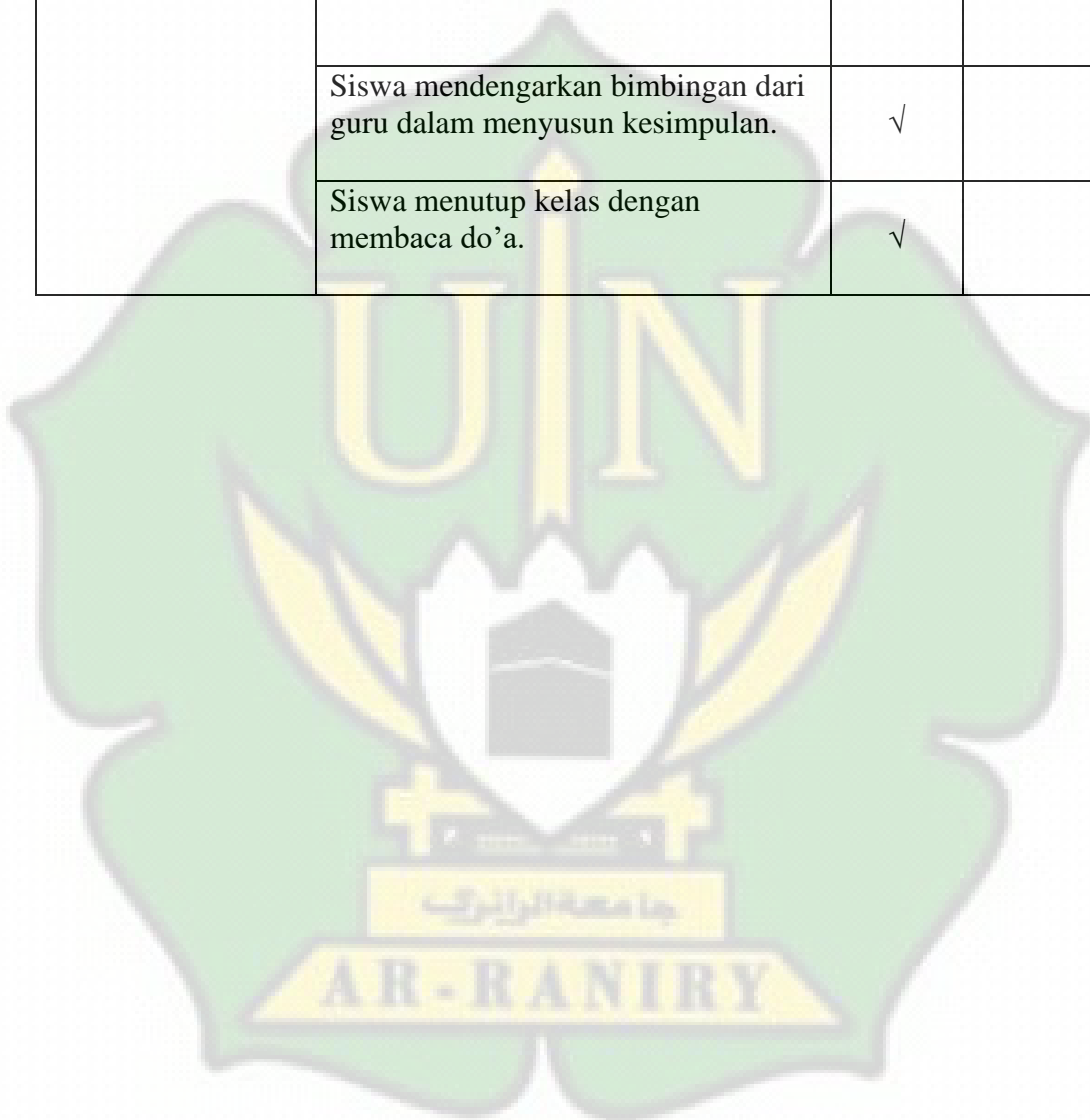 Siswa mendengarkan bimbingan dari
guru dalam menyusun kesimpulan.
√
Siswa menutup kelas dengan
membaca do’a.
√
UIN
جامعة الرانري
AR-RANIRY